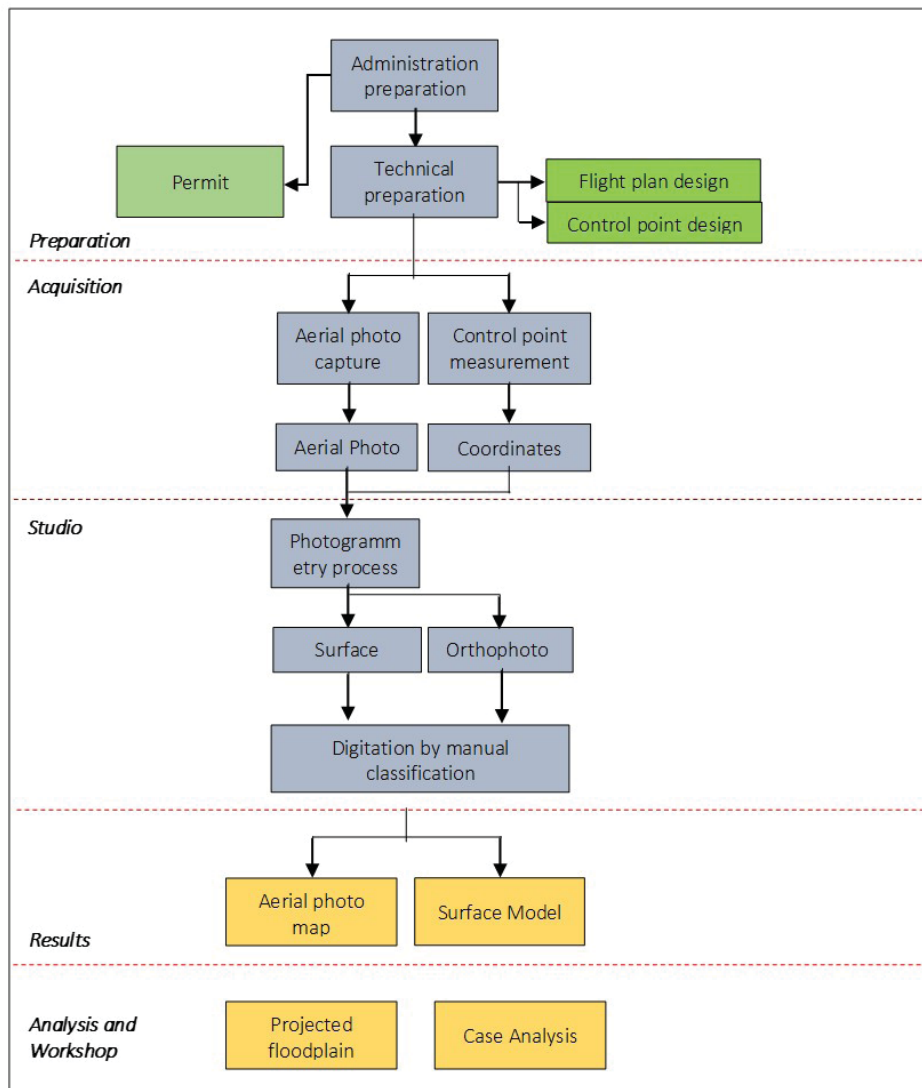 Administration
preparation
Permit
Technical
preparation
Flight plan design
Control point design
Preparation
Acquisition
Aerial photo
capture
Control point
measurement
Aerial Photo
Coordinates
Studio
Photogramm
etry process
Surface
Orthophoto
Digitation by manual
classification
Aerial photo
map
Surface Model
Results
Analysis and
Workshop
Projected
floodplain
Case Analysis